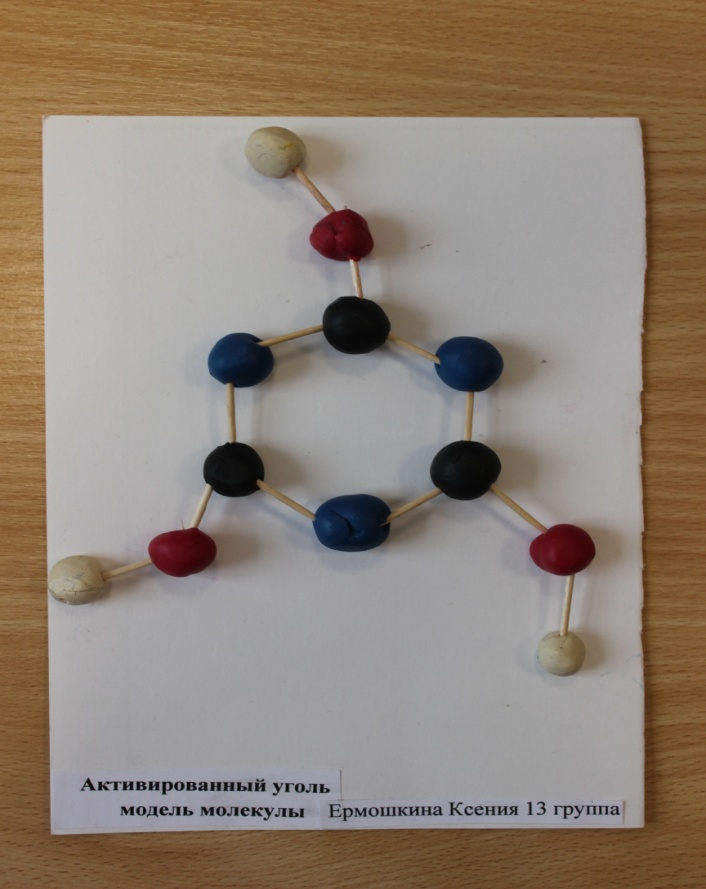 Активированный уголь
модель молекулы
Ермошкина Ксения 13 группа